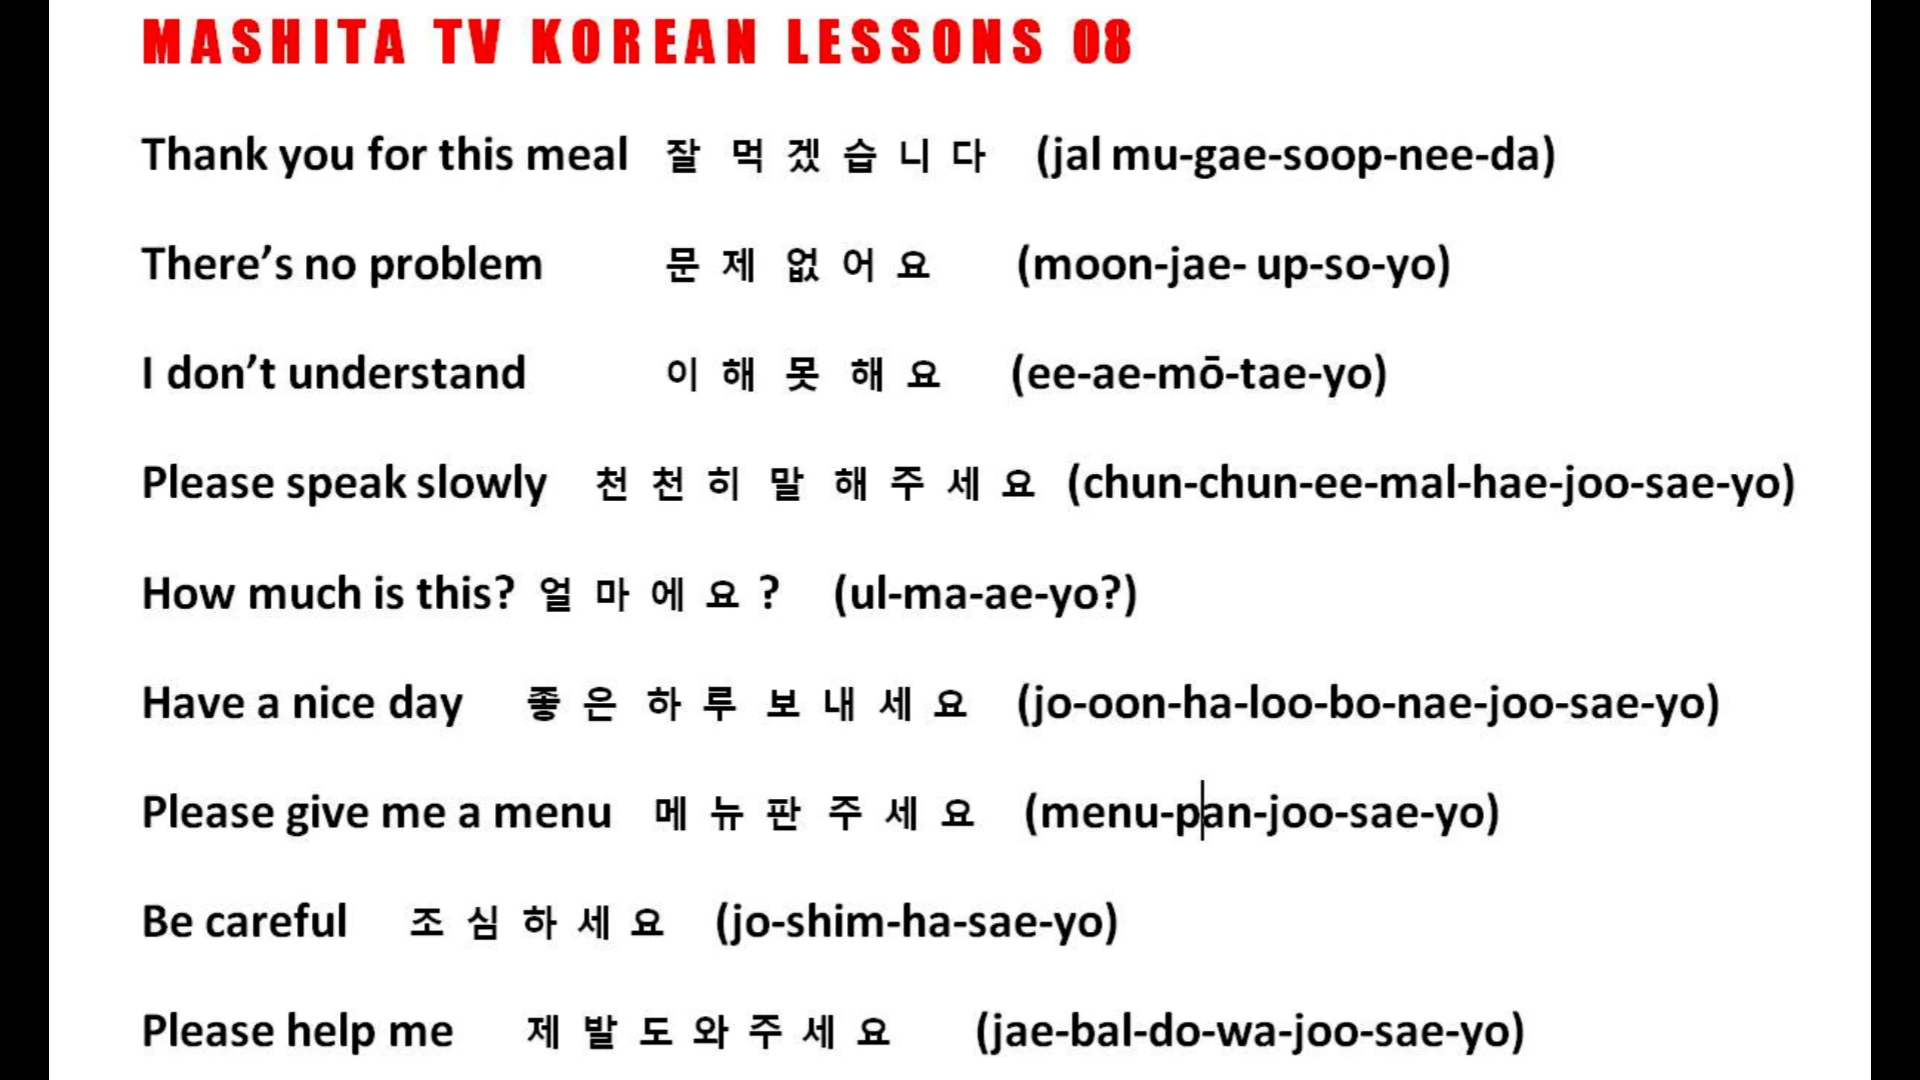 MASHITA TV KOREAN LESSONS 08
Thank you for this meal 잘 먹 겠 습 니 다 (jal mu-gae-soop-nee-da)
There’s no problem 문 제 없 어 요 (moon-jae- up-so-yo)
I don’t understand 이 해 못 해 요 (ee-ae-mō-tae-yo)
Please speak slowly 천 천 히 말 해 주 세 요 (chun-chun-ee-mal-hae-joo-sae-yo)
How much is this? 얼 마 에 요 ? (ul-ma-ae-yo?)
Have a nice day 좋 은 하 루 보 내 세 요 (jo-oon-ha-loo-bo-nae-joo-sae-yo)
Please give me a menu 메 뉴 판 주 세 요 (menu-pan-joo-sae-yo)
Be careful 조 심 하 세 요 (jo-shim-ha-sae-yo)
Please help me 제 발 도 와 주 세 요 (jae-bal-do-wa-joo-sae-yo)